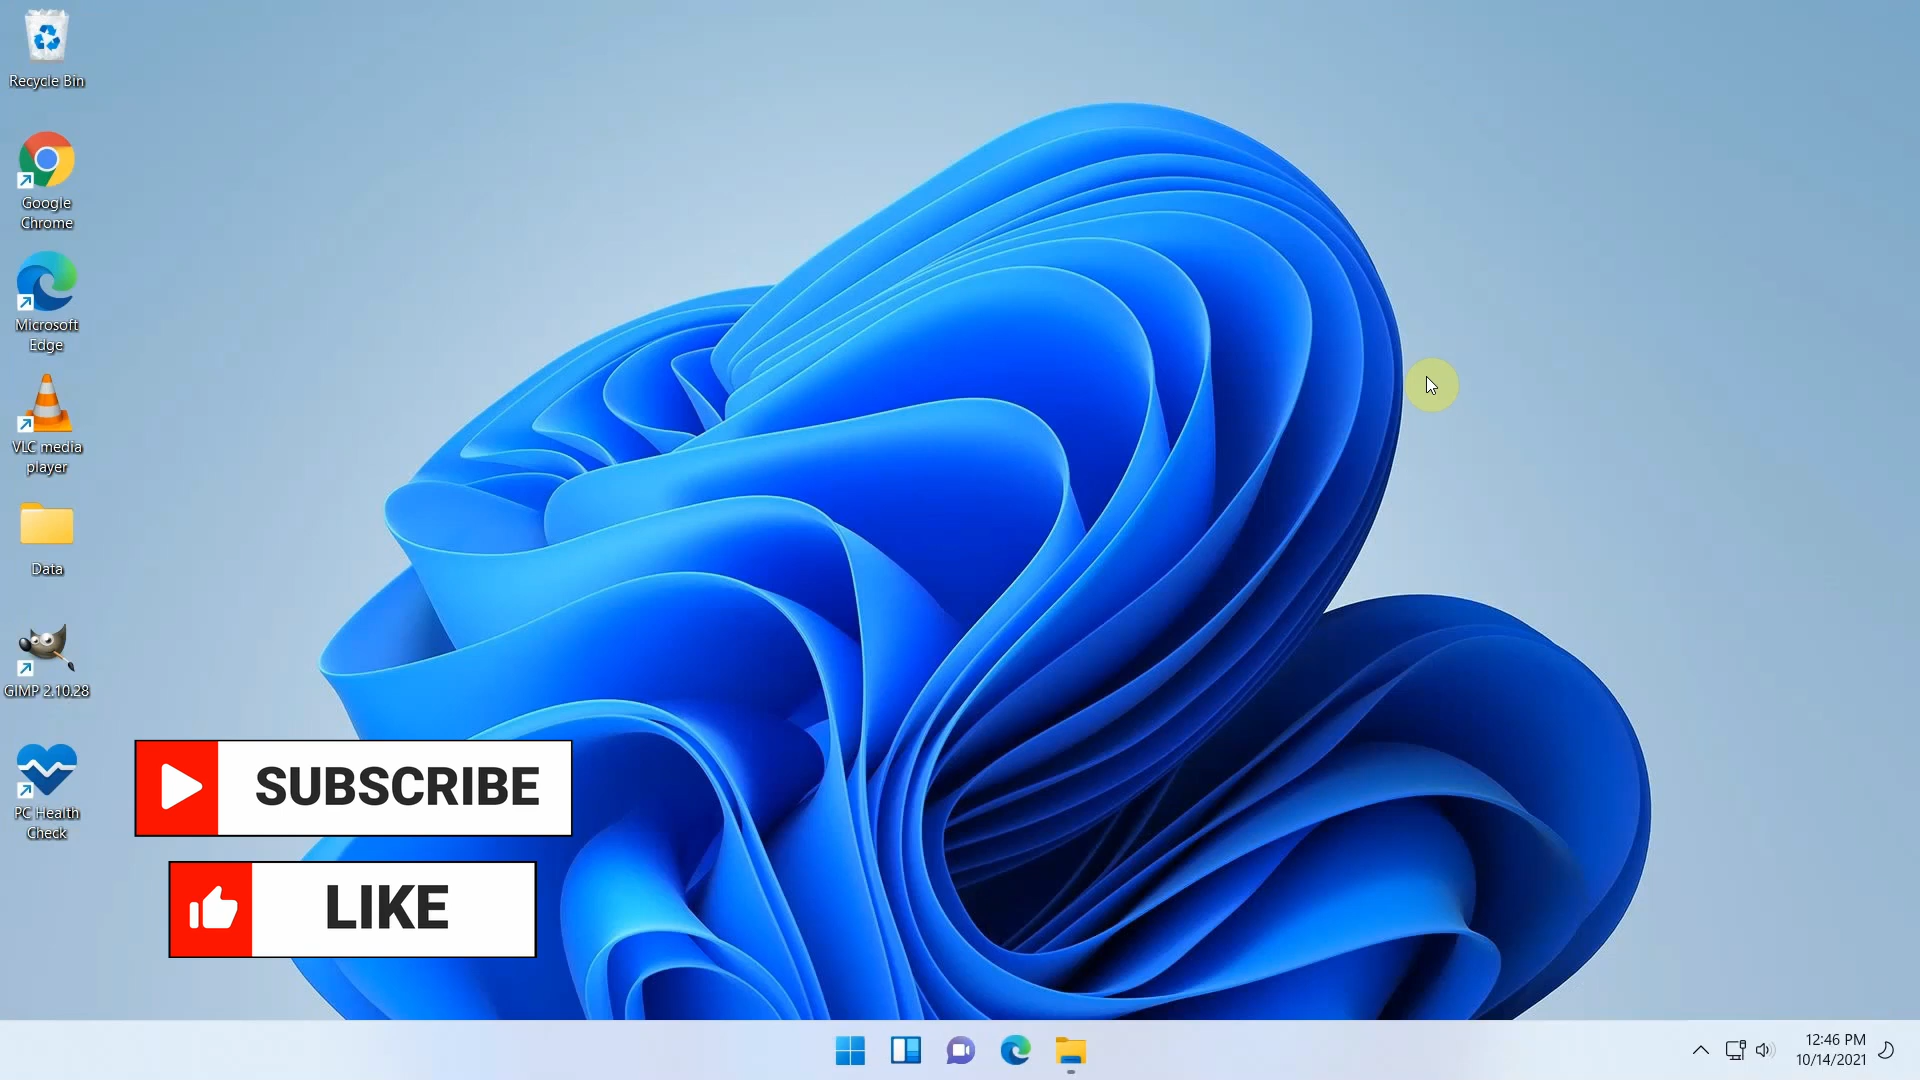 Recycle Bin
Google
Chrome
Microsoft
Edge
VLC media
player
Data
GIMP 2.10.28
PC Health
Check
SUBSCRIBE
LIKE
12:46 PM
10/14/2021